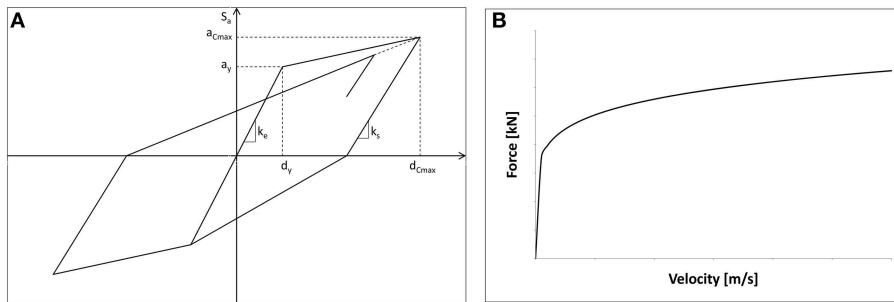 A
S_a
a_Cmax
a_y
k_e
k_s
d_y
d_Cmax
B
Force [kN]
Velocity [m/s]